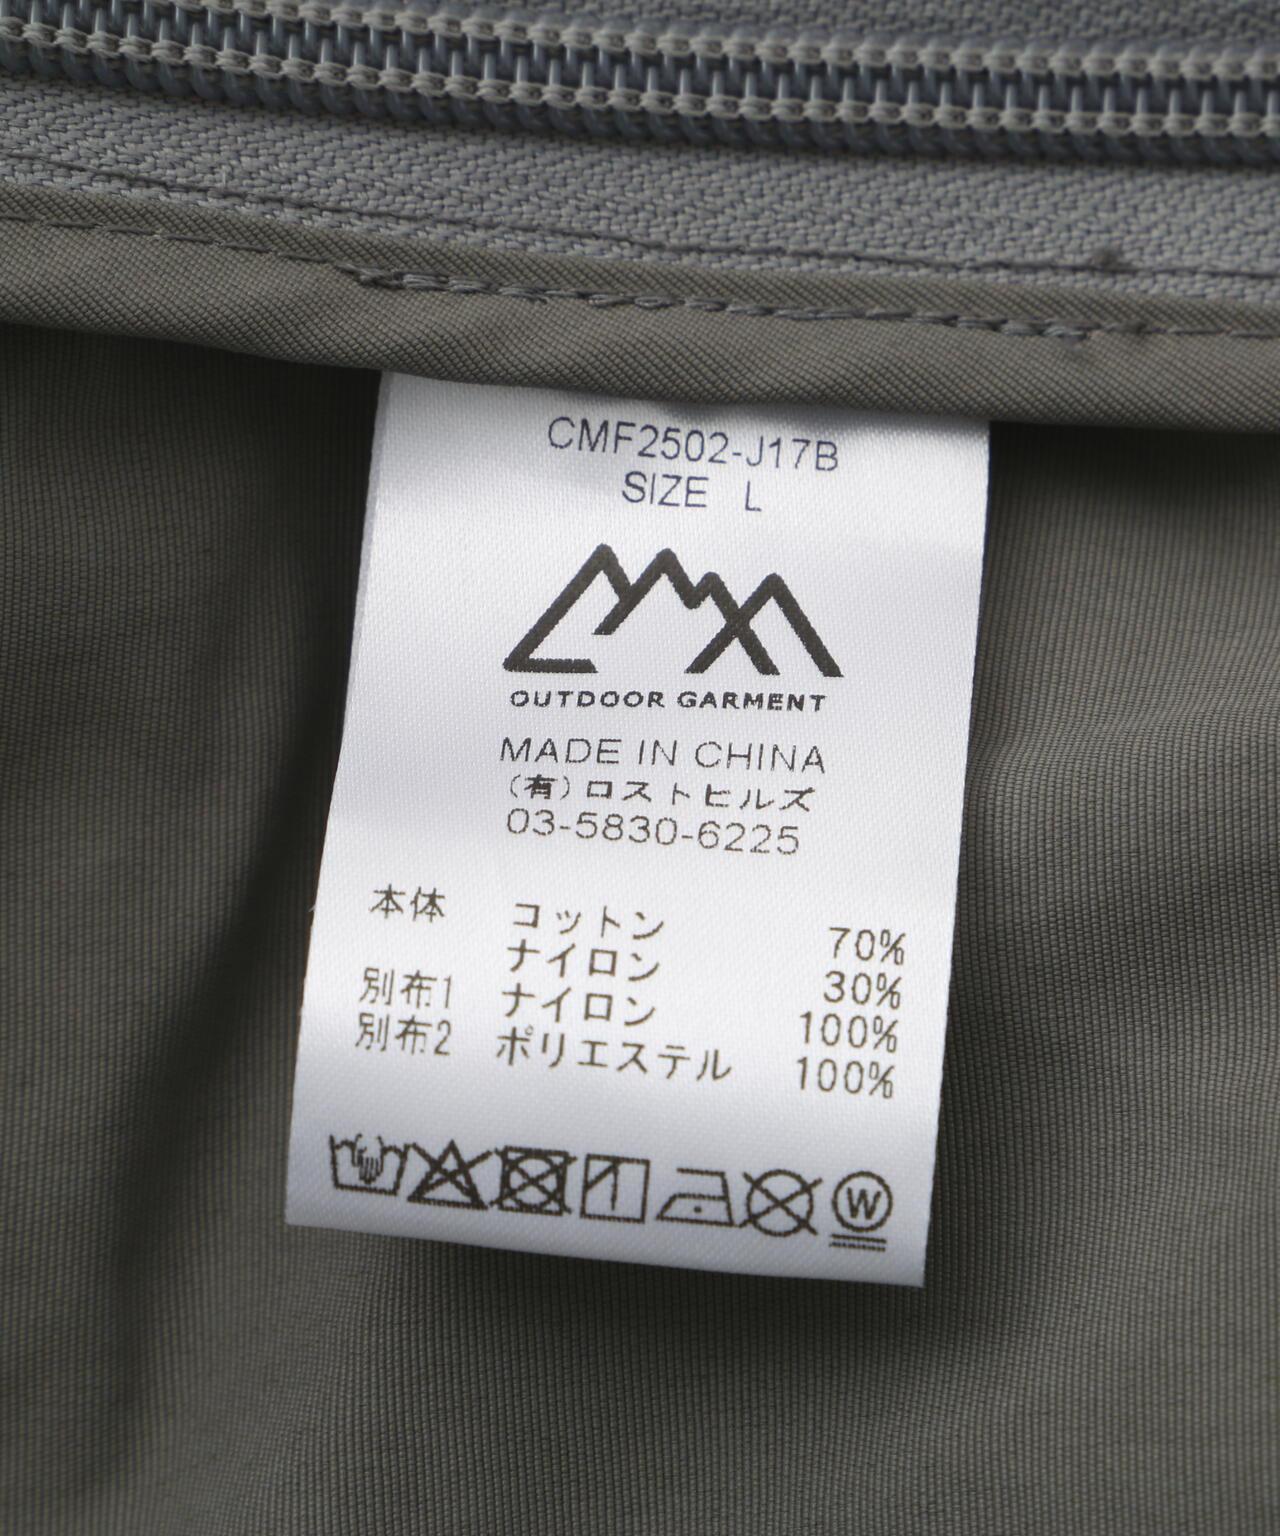 CMF2502-J17B
SIZE L
OUTDOOR GARMENT
MADE IN CHINA
(有)ロストヒルズ
03-5830-6225
本体 コットン 70%
ナイロン 30%
別布1 ナイロン 100%
別布2 ポリエステル 100%
W